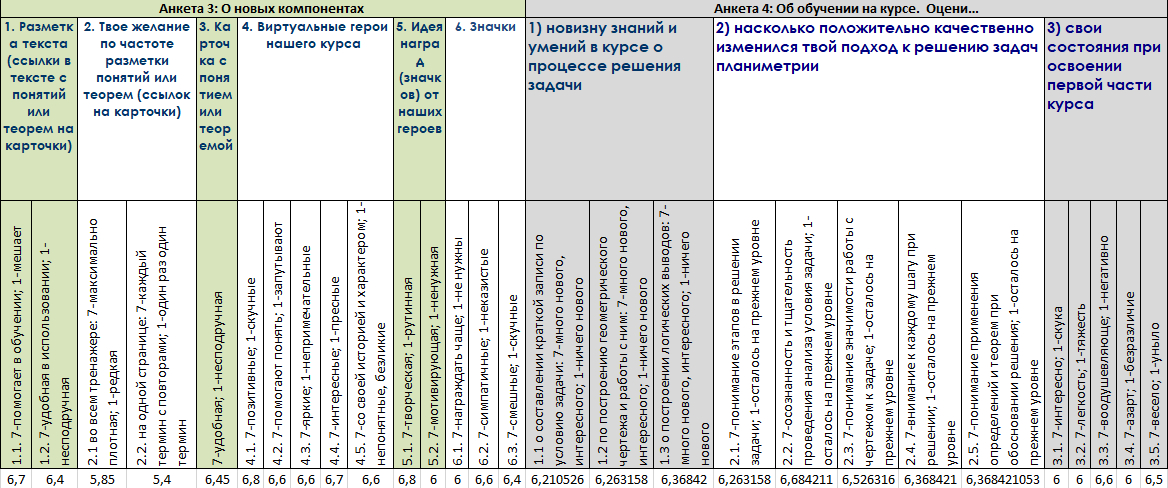 Анкета 3: О новых компонентах
Анкета 4: Об обучении на курсе. Оцени...
1. Разметк
а текста
(ссылки в
тексте с
понятий
или
теорем на
карточки)
2. Твое желание
по частоте
разметки
понятий или
теорем (ссылок
на карточки)
3. Ка
рточ
ка с
поня
тием
или
теор
емой
4. Виртуальные герои
нашего курса
5. Идея
награ
д
(значк
ов) от
наших
героев
6. Значки
1) новизну знаний и
умений в курсе о
процессе решения
задачи
2) насколько положительно качественно
изменился твой подход к решению задач
планиметрии
3) свои
состояния при
освоении
первой части
курса
1.1. 7-помогает в обучении; 1-мешает
1.2. 7-удобная в использовании; 1-
несподручная
2.1 во всем тренажере: 7-максимально
плотная; 1-редкая
2.2. на одной странице: 7-каждый
термин с повторами; 1-один раз один
термин
7-удобная; 1-несподручная
4.1. 7-позитивные; 1-скучные
4.2. 7-помогают понять; 1-запутывают
4.3. 7-яркие; 1-неприметательные
4.4. 7-интересные; 1-пресные
4.5. 7-со своей историей и характером; 1-
непонятные, безликие
5.1. 7-творческая; 1-рутинная
5.2. 7-мотивирующая; 1-ненужная
6.1. 7-награждать чаще; 1-не нужны
6.2. 7-симпатичные; 1-неказистые
6.3. 7-смешные; 1-скучные
1.1 о составлении краткой записи по
условию задачи: 7-много нового,
интересного; 1-ничего нового
1.2 по построению геометрического
чертежа и работы с ним: 7-много нового,
интересного; 1-ничего нового
1.3 о построении логических выводов: 7-
много нового, интересного; 1-ничего
нового
2.1. 7-понимание этапов в решении
задачи; 1-осталось на прежнем уровне
2.2. 7-осознанность и тщательность
проведения анализа условия задачи; 1-
осталось на прежнем уровне
2.3. 7-понимание значимости работы с
чертежом к задаче; 1-осталось на
прежнем уровне
2.4. 7-внимание к каждому шагу при
решении; 1-осталось на прежнем
уровне
2.5. 7-понимание применения
определений и теорем при
обосновании решения; 1-осталось на
прежнем уровне
3.1. 7-интересно; 1-скука
3.2. 7-легкость; 1-тяжесть
3.3. 7-воодушевляюще; 1-негативно
3.4. 7-азарт; 1-безразличие
3.5. 7-весело; 1-уныло
6,7 6,4 5,85 5,4 6,45 6,8 6,6 6,6 6,7 6,6 6,8 6 6 6,6 6,4 6,210526 6,263158 6,36842 6,263158 6,684211 6,526316 6,368421 6,368421053 6 6 6,6 6 6,5